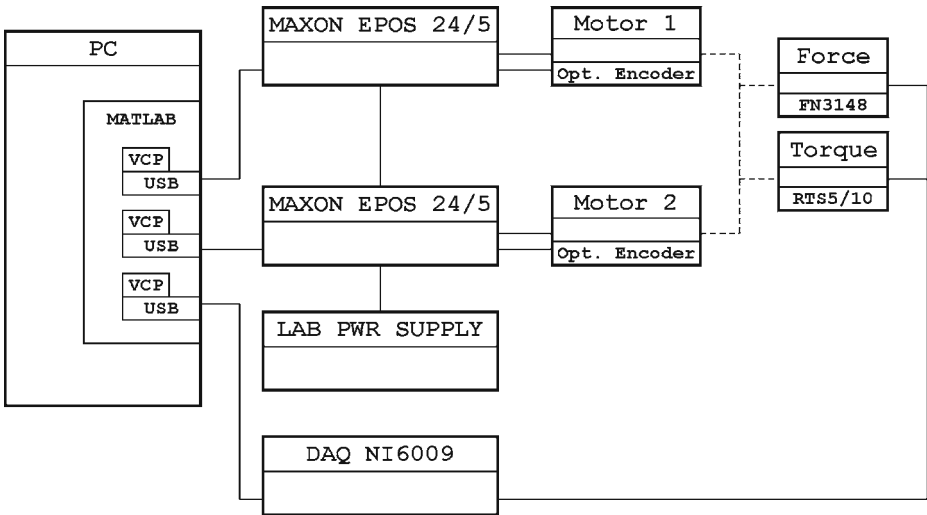 PC
MATLAB
VCP
USB
VCP
USB
VCP
USB
MAXON EPOS 24/5
MAXON EPOS 24/5
LAB PWR SUPPLY
DAQ NI6009
Motor 1
Opt. Encoder
Motor 2
Opt. Encoder
Force
FN3148
Torque
RTS5/10